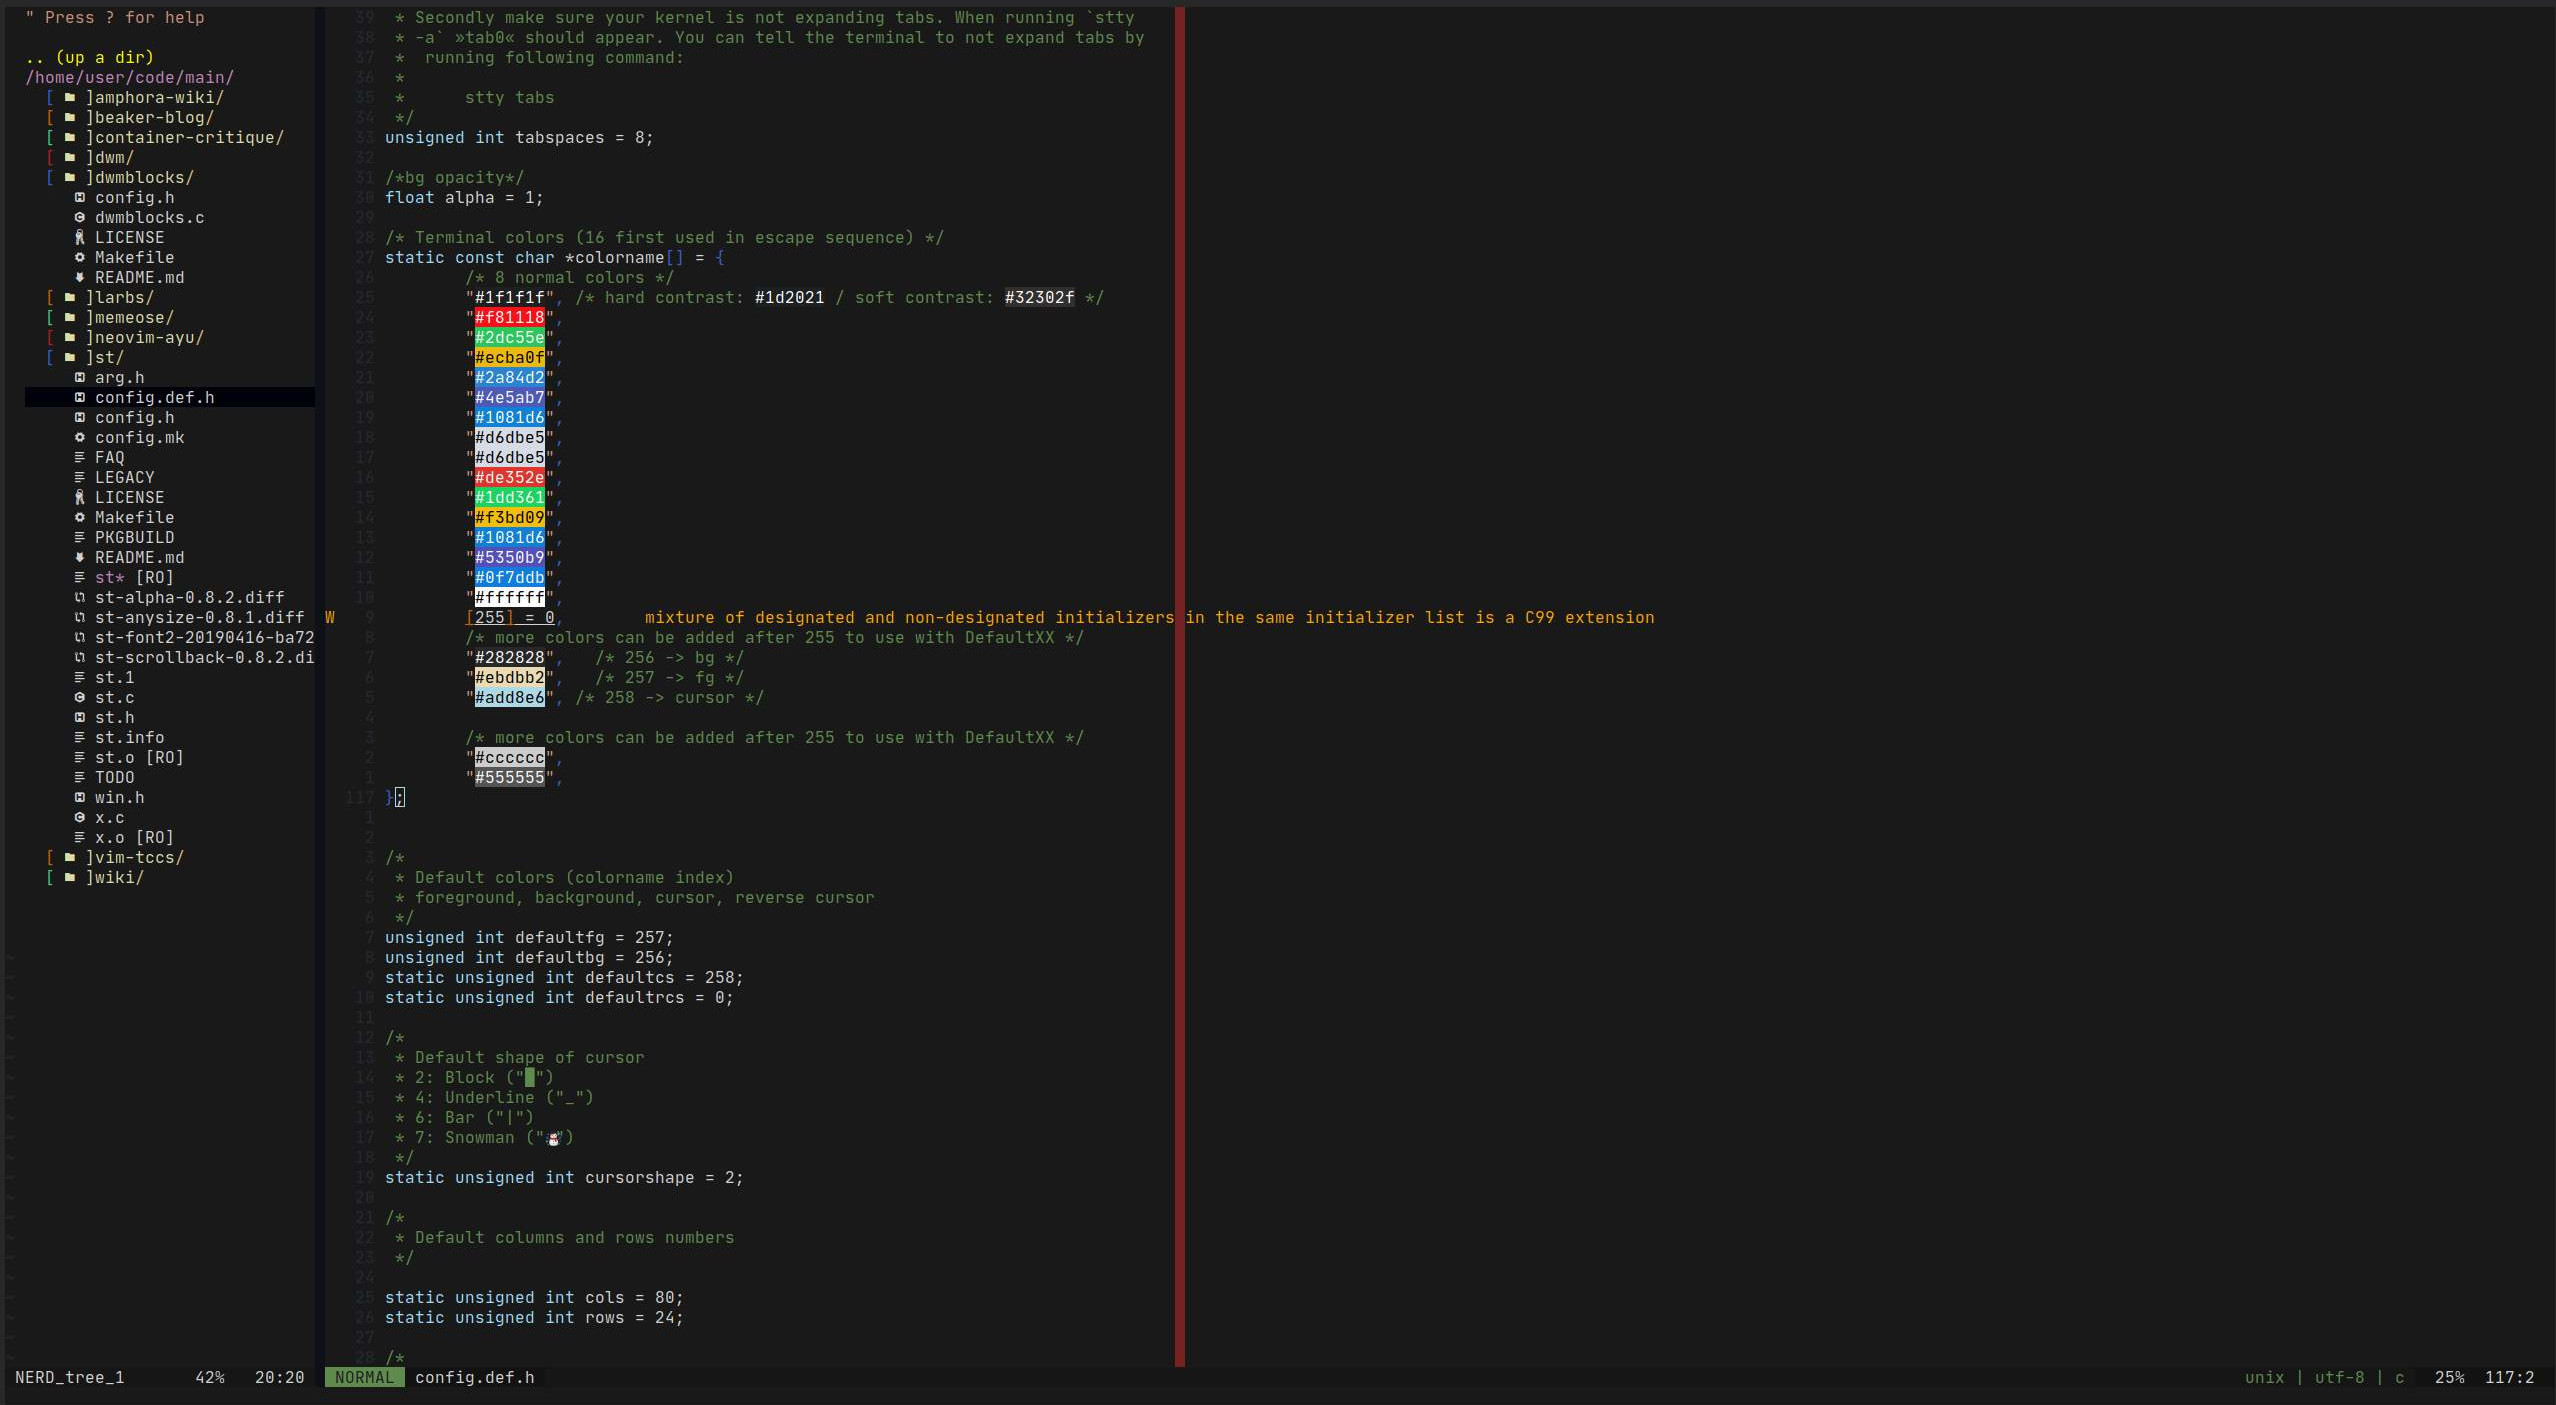 " Press ? for help
.. (up a dir)
/home/user/code/main/
[ ]amphora-wiki/
[ ]beaker-blog/
[ ]container-critique/
[ ]dwm/
[ ]dwmblocks/
config.h
dwmblocks.c
LICENSE
Makefile
README.md
[ ]larbs/
[ ]memeose/
[ ]neovim-ayu/
[ ]st/
arg.h
config.def.h
config.h
config.mk
FAQ
LEGACY
LICENSE
Makefile
PKGBUILD
README.md
st* [RO]
st-alpha-0.8.2.diff
st-anysize-0.8.1.diff
st-font2-20190416-ba72
st-scrollback-0.8.2.di
st.1
st.c
st.h
st.info
st.o [RO]
TODO
win.h
x.c
x.o [RO]
[ ]vim-tccs/
[ ]wiki/
NERD_tree_1 42% 20:20
39 * Secondly make sure your kernel is not expanding tabs. When running `stty
38 * -a` »tab0« should appear. You can tell the terminal to not expand tabs by
37 *  running following command:
36 *
35 *      stty tabs
34 */
33 unsigned int tabspaces = 8;
32
31 /*bg opacity*/
30 float alpha = 1;
29
28 /* Terminal colors (16 first used in escape sequence) */
27 static const char *colorname[] = {
26 /* 8 normal colors */
25 "#1f1f1f", /* hard contrast: #1d2021 / soft contrast: #32302f */
24 "#f81118",
23 "#2dc55e",
22 "#ecba0f",
21 "#2a84d2",
20 "#4e5ab7",
19 "#1081d6",
18 "#d6dbe5",
17 "#d6dbe5",
16 "#de352e",
15 "#1dd361",
14 "#f3bd09",
13 "#1081d6",
12 "#5350b9",
11 "#0f7ddb",
10 "#ffffff",
W 9 [255] = 0, mixture of designated and non-designated initializers in the same initializer list is a C99 extension
8 /* more colors can be added after 255 to use with DefaultXX */
7 "#282828",   /* 256 -> bg */
6 "#ebdbb2",   /* 257 -> fg */
5 "#add8e6", /* 258 -> cursor */
4
3 /* more colors can be added after 255 to use with DefaultXX */
2 "#cccccc",
1 "#555555",
117 };
1
2
3 /*
4 * Default colors (colorname index)
5 * foreground, background, cursor, reverse cursor
6 */
7 unsigned int defaultfg = 257;
8 unsigned int defaultbg = 256;
9 static unsigned int defaultcs = 258;
10 static unsigned int defaultrcs = 0;
11
12 /*
13 * Default shape of cursor
14 * 2: Block ("█")
15 * 4: Underline ("_")
16 * 6: Bar ("|")
17 * 7: Snowman ("☃")
18 */
19 static unsigned int cursorshape = 2;
20
21 /*
22 * Default columns and rows numbers
23 */
24
25 static unsigned int cols = 80;
26 static unsigned int rows = 24;
27
28 /*
NORMAL config.def.h unix | utf-8 | c 25% 117:2